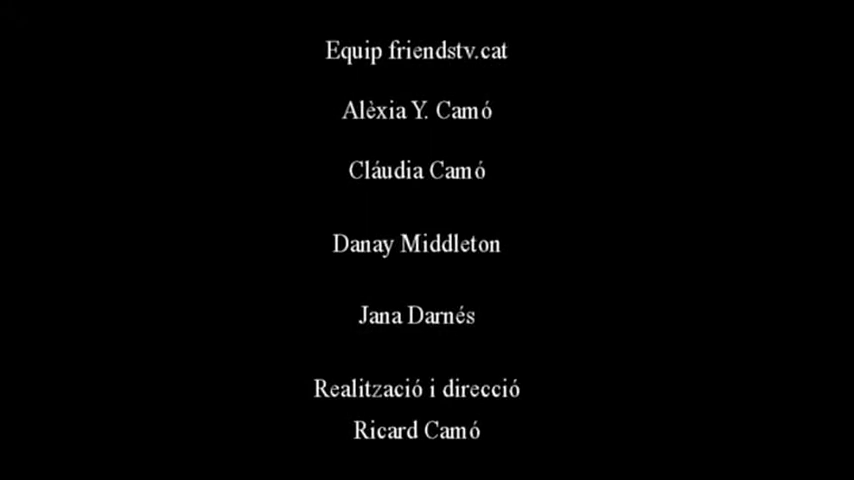 Equip friendstv.cat
Alèxia Y. Camó
Cláudia Camó
Danay Middleton
Jana Darnés
Realització i direcció
Ricard Camó